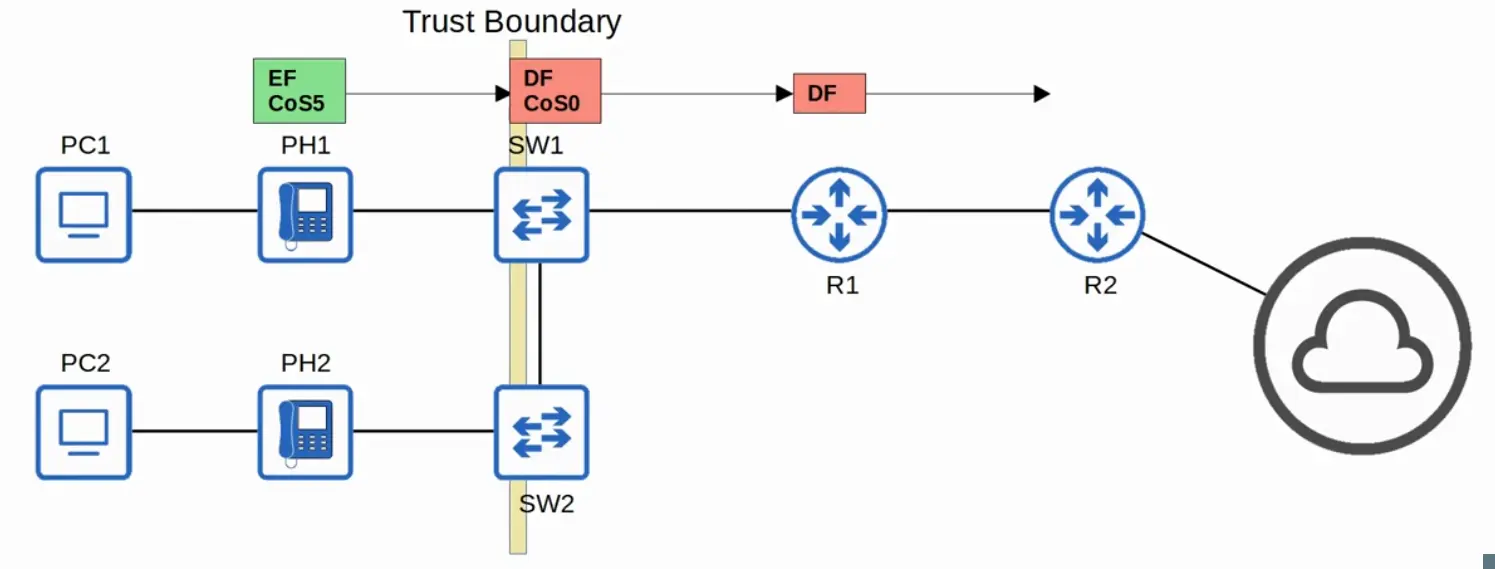 Trust Boundary
EF
CoS5
DF
CoS0
DF
PC1
PH1
SW1
R1
R2
PC2
PH2
SW2